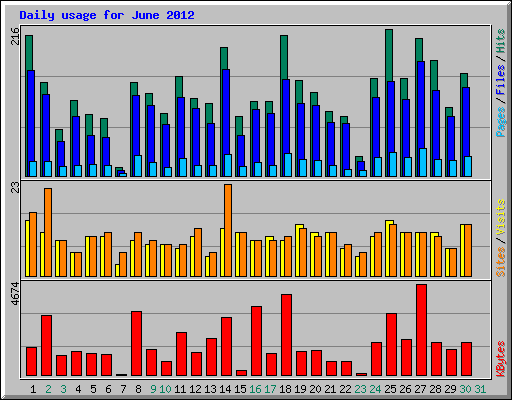 Daily usage for June 2012
216
Pages / Files / Hits
23
Sites / Visits
4674
KBytes
1 2 3 4 5 6 7 8 9 10 11 12 13 14 15 16 17 18 19 20 21 22 23 24 25 26 27 28 29 30 31